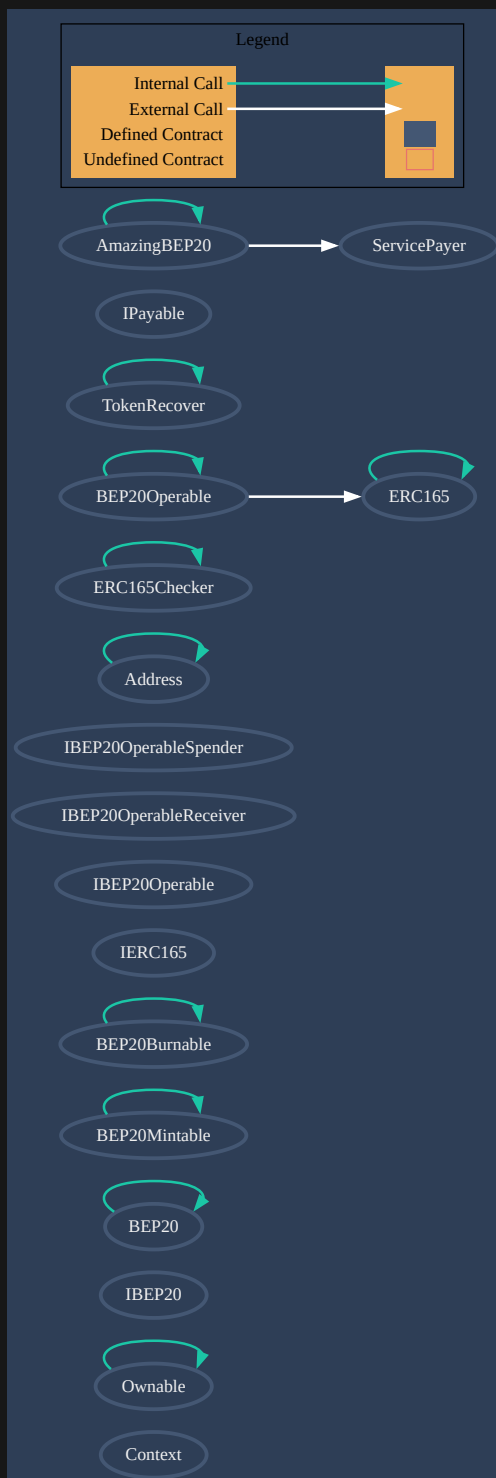 Legend
Internal Call
External Call
Defined Contract
Undefined Contract
AmazingBEP20
ServicePayer
IPayable
TokenRecover
BEP20Operable
ERC165
ERC165Checker
Address
IBEP20OperableSpender
IBEP20OperableReceiver
IBEP20Operable
IERC165
BEP20Burnable
BEP20Mintable
BEP20
IBEP20
Ownable
Context